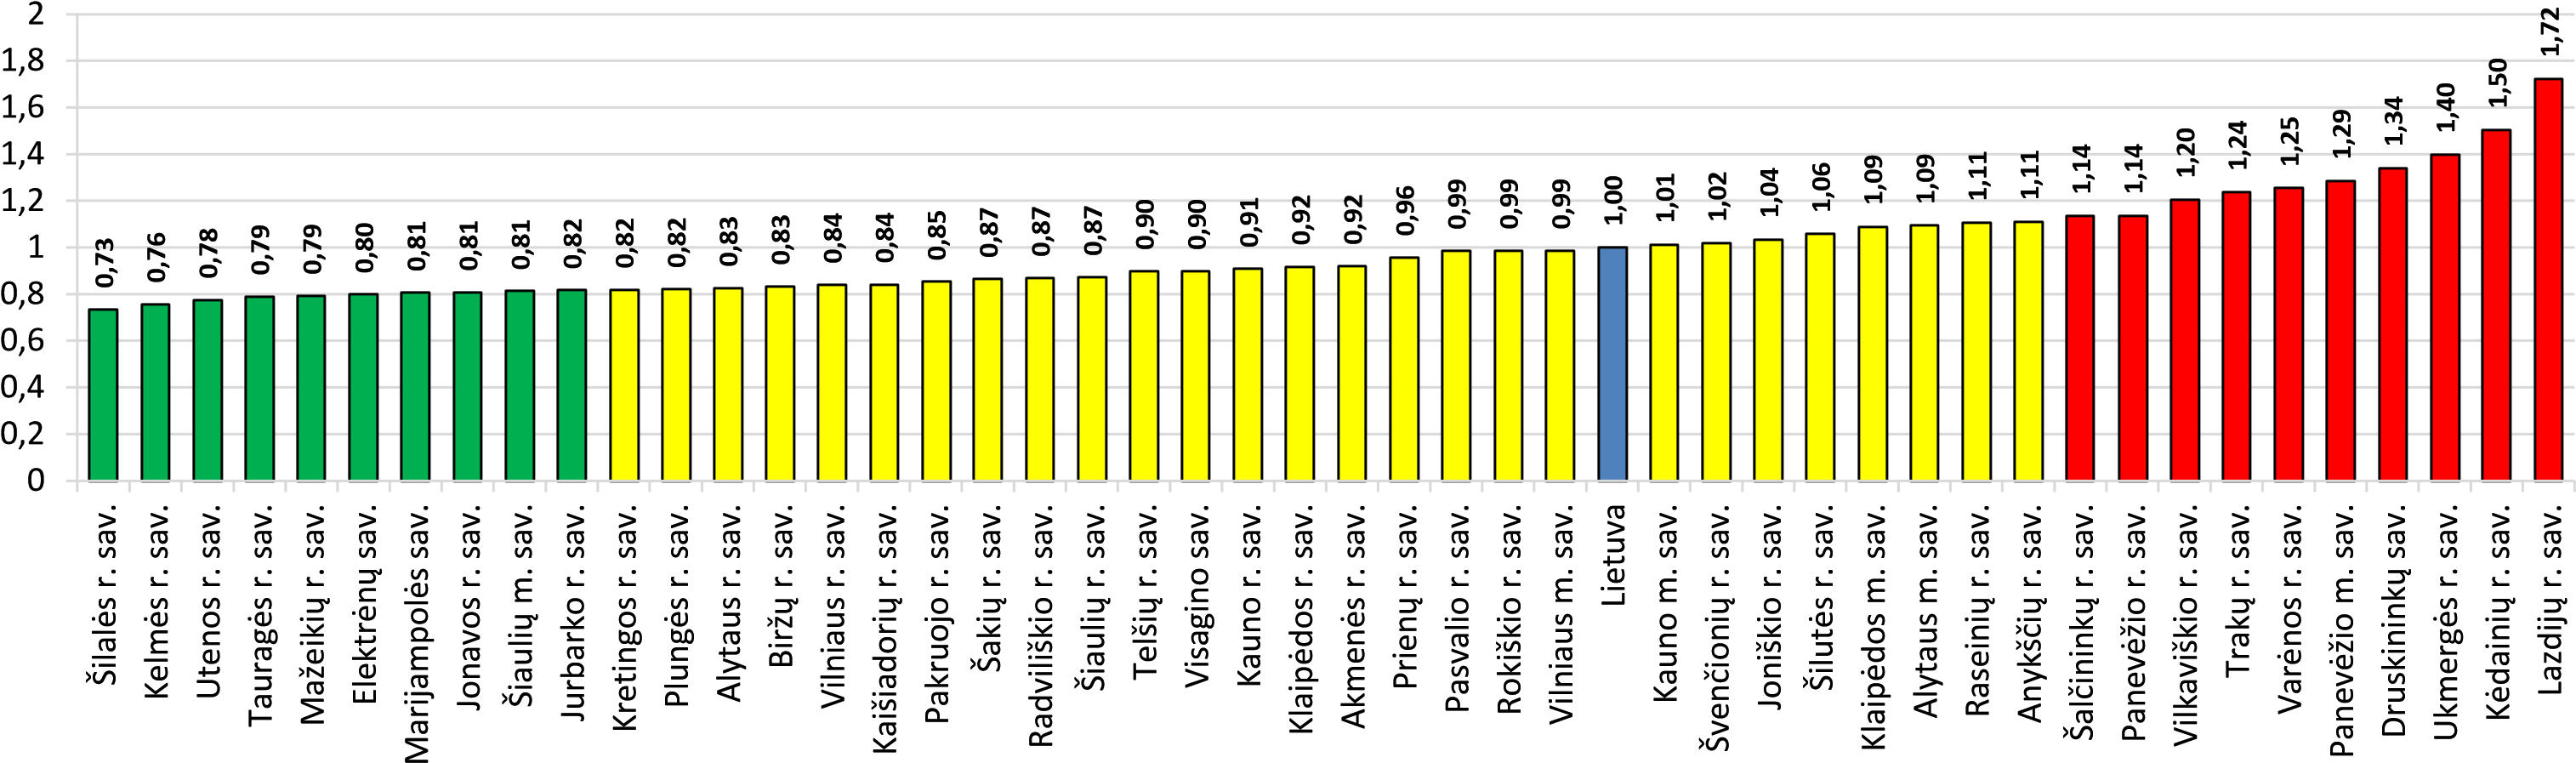 2
1,8
1,6
1,4
1,2
1
0,8
0,6
0,4
0,2
0
0,73
0,76
0,78
0,79
0,79
0,80
0,81
0,81
0,81
0,82
0,82
0,82
0,83
0,83
0,84
0,84
0,85
0,87
0,87
0,87
0,90
0,90
0,91
0,92
0,92
0,96
0,99
0,99
0,99
1,00
1,01
1,02
1,04
1,06
1,09
1,09
1,11
1,11
1,14
1,14
1,20
1,24
1,25
1,29
1,34
1,40
1,50
1,72
Šilalės r. sav.
Kelmės r. sav.
Utenos r. sav.
Tauragės r. sav.
Mažeikių r. sav.
Elektrėnų sav.
Marijampolės sav.
Jonavos r. sav.
Šiaulių m. sav.
Jurbarko r. sav.
Kretingos r. sav.
Plungės r. sav.
Alytaus r. sav.
Biržų r. sav.
Vilniaus r. sav.
Kaišiadorių r. sav.
Pakruojo r. sav.
Šakių r. sav.
Radviliškio r. sav.
Šiaulių r. sav.
Telšių r. sav.
Visagino sav.
Kauno r. sav.
Klaipėdos r. sav.
Akmenės r. sav.
Prienų r. sav.
Pasvalio r. sav.
Rokiškio r. sav.
Vilniaus m. sav.
Lietuva
Kauno m. sav.
Švenčionių r. sav.
Joniškio r. sav.
Šilutės r. sav.
Klaipėdos m. sav.
Alytaus m. sav.
Raseinių r. sav.
Anykščių r. sav.
Šalčininkų r. sav.
Panevėžio r. sav.
Vilkaviškio r. sav.
Trakų r. sav.
Varėnos r. sav.
Panevėžio m. sav.
Druskininkų sav.
Ukmergės r. sav.
Kėdainių r. sav.
Lazdijų r. sav.